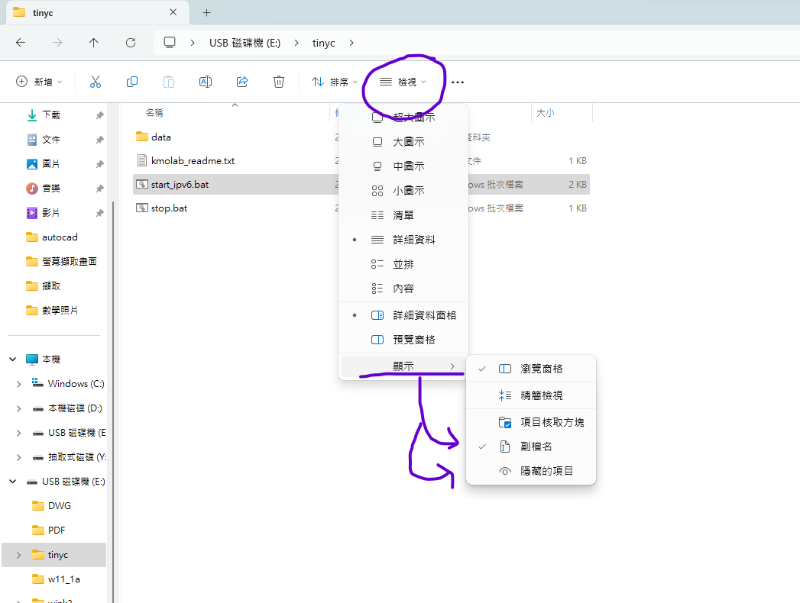 tinyc
USB 磁碟機 (E:) > tinyc >
新增
排序
檢視
...
下載
文件
圖片
音樂
影片
autocad
螢幕擷取畫面
擷取
數學照片
本機
Windows (C:)
本機磁碟 (D:)
USB 磁碟機 (E
抽取式磁碟 (Y:
USB 磁碟機 (E:)
DWG
PDF
tinyc
w11_1a
名稱
大小
data
kmolab_readme.txt
文件
1 KB
start_ipv6.bat
ows 批次檔案
2 KB
stop.bat
ows 批次檔案
1 KB
超大圖示
大圖示
中圖示
小圖示
清單
詳細資料
並排
內容
詳細資料窗格
預覽窗格
顯示
瀏覽窗格
精簡檢視
項目核取方塊
副檔名
隱藏的項目